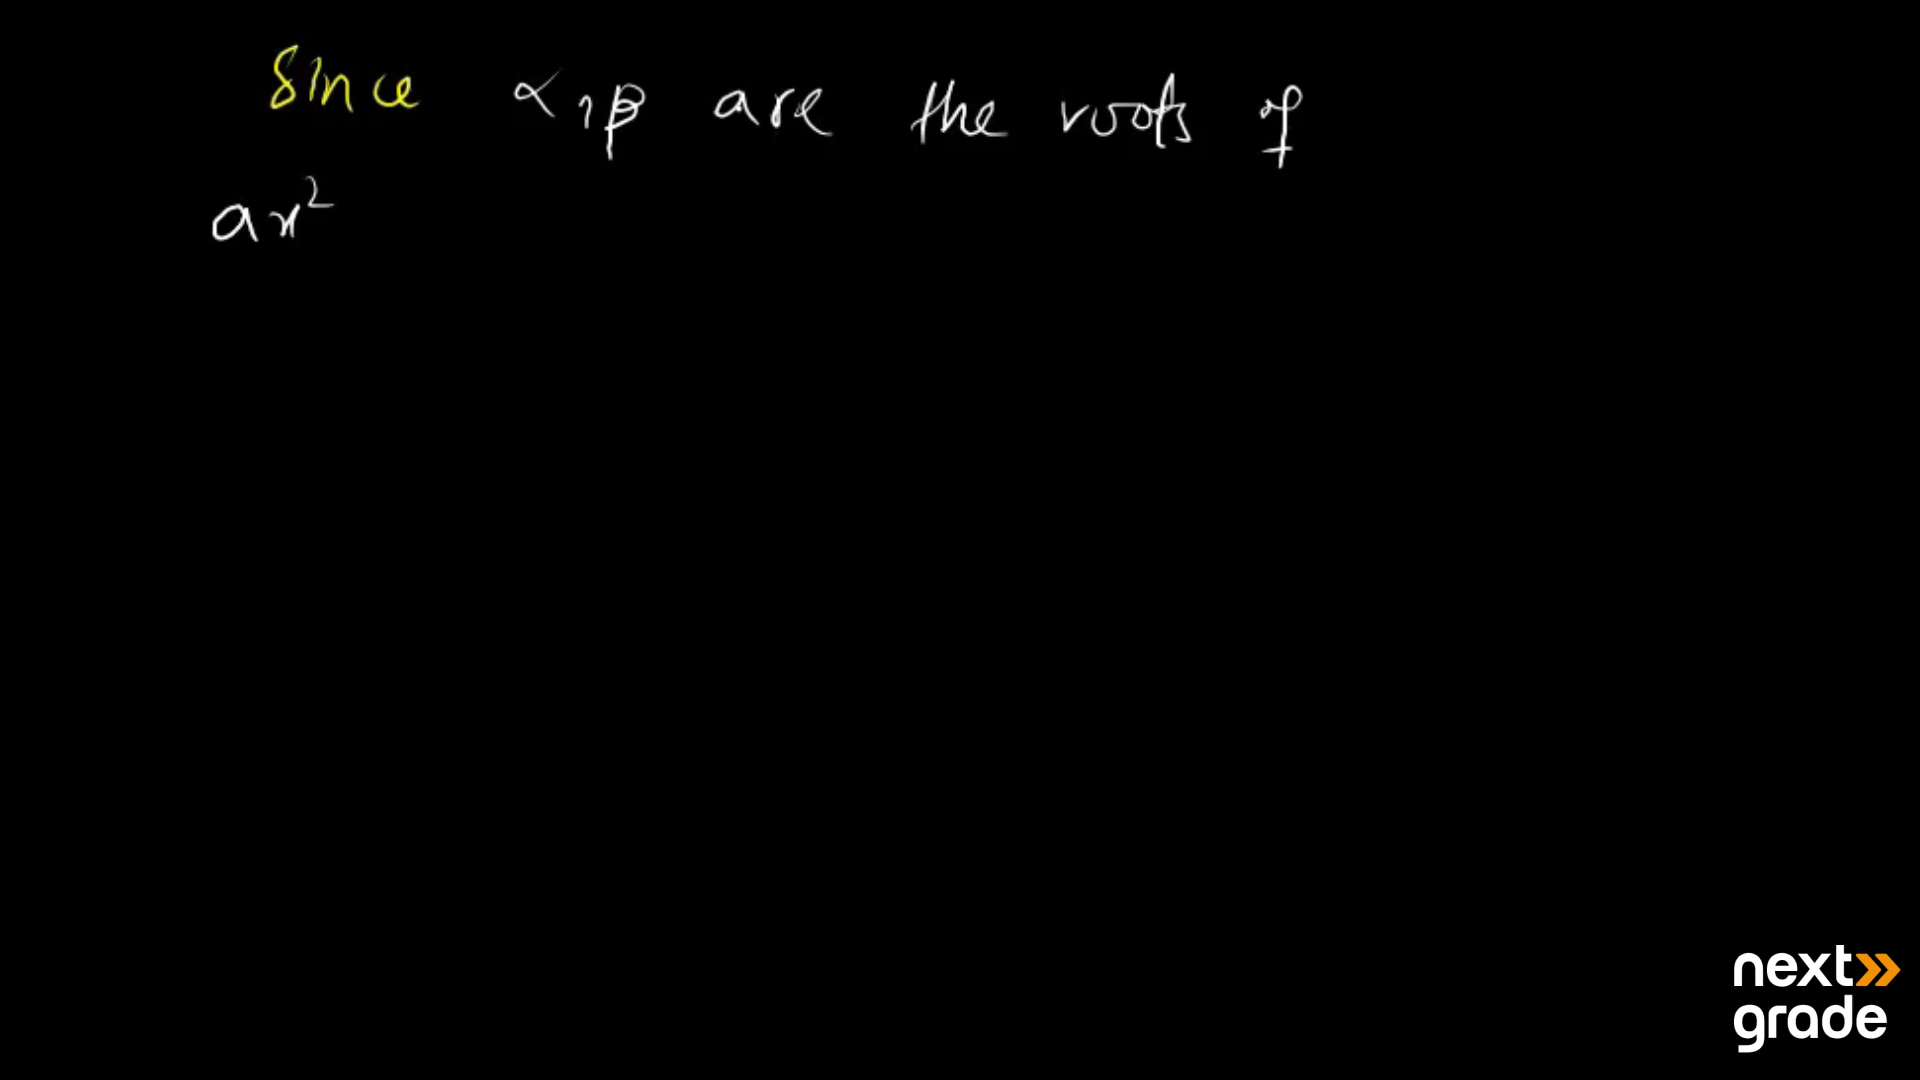 Since α, β are the roots of
ax²
next
grade